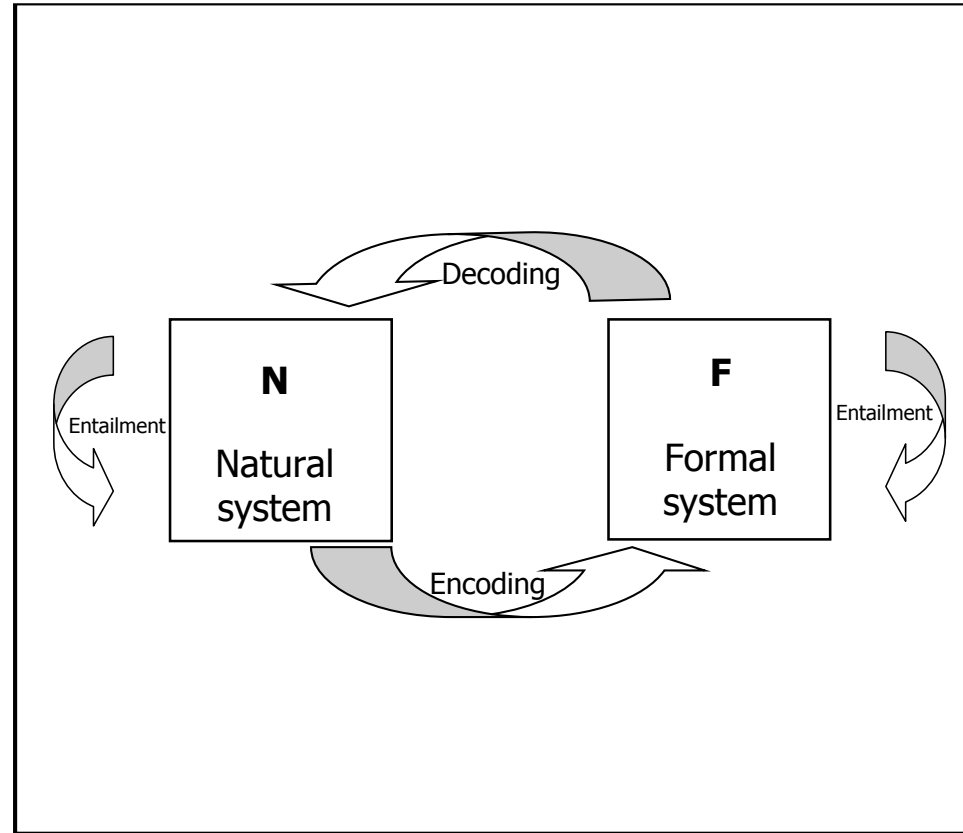 Decoding
N
F
Entailment
Entailment
Natural
system
Formal
system
Encoding